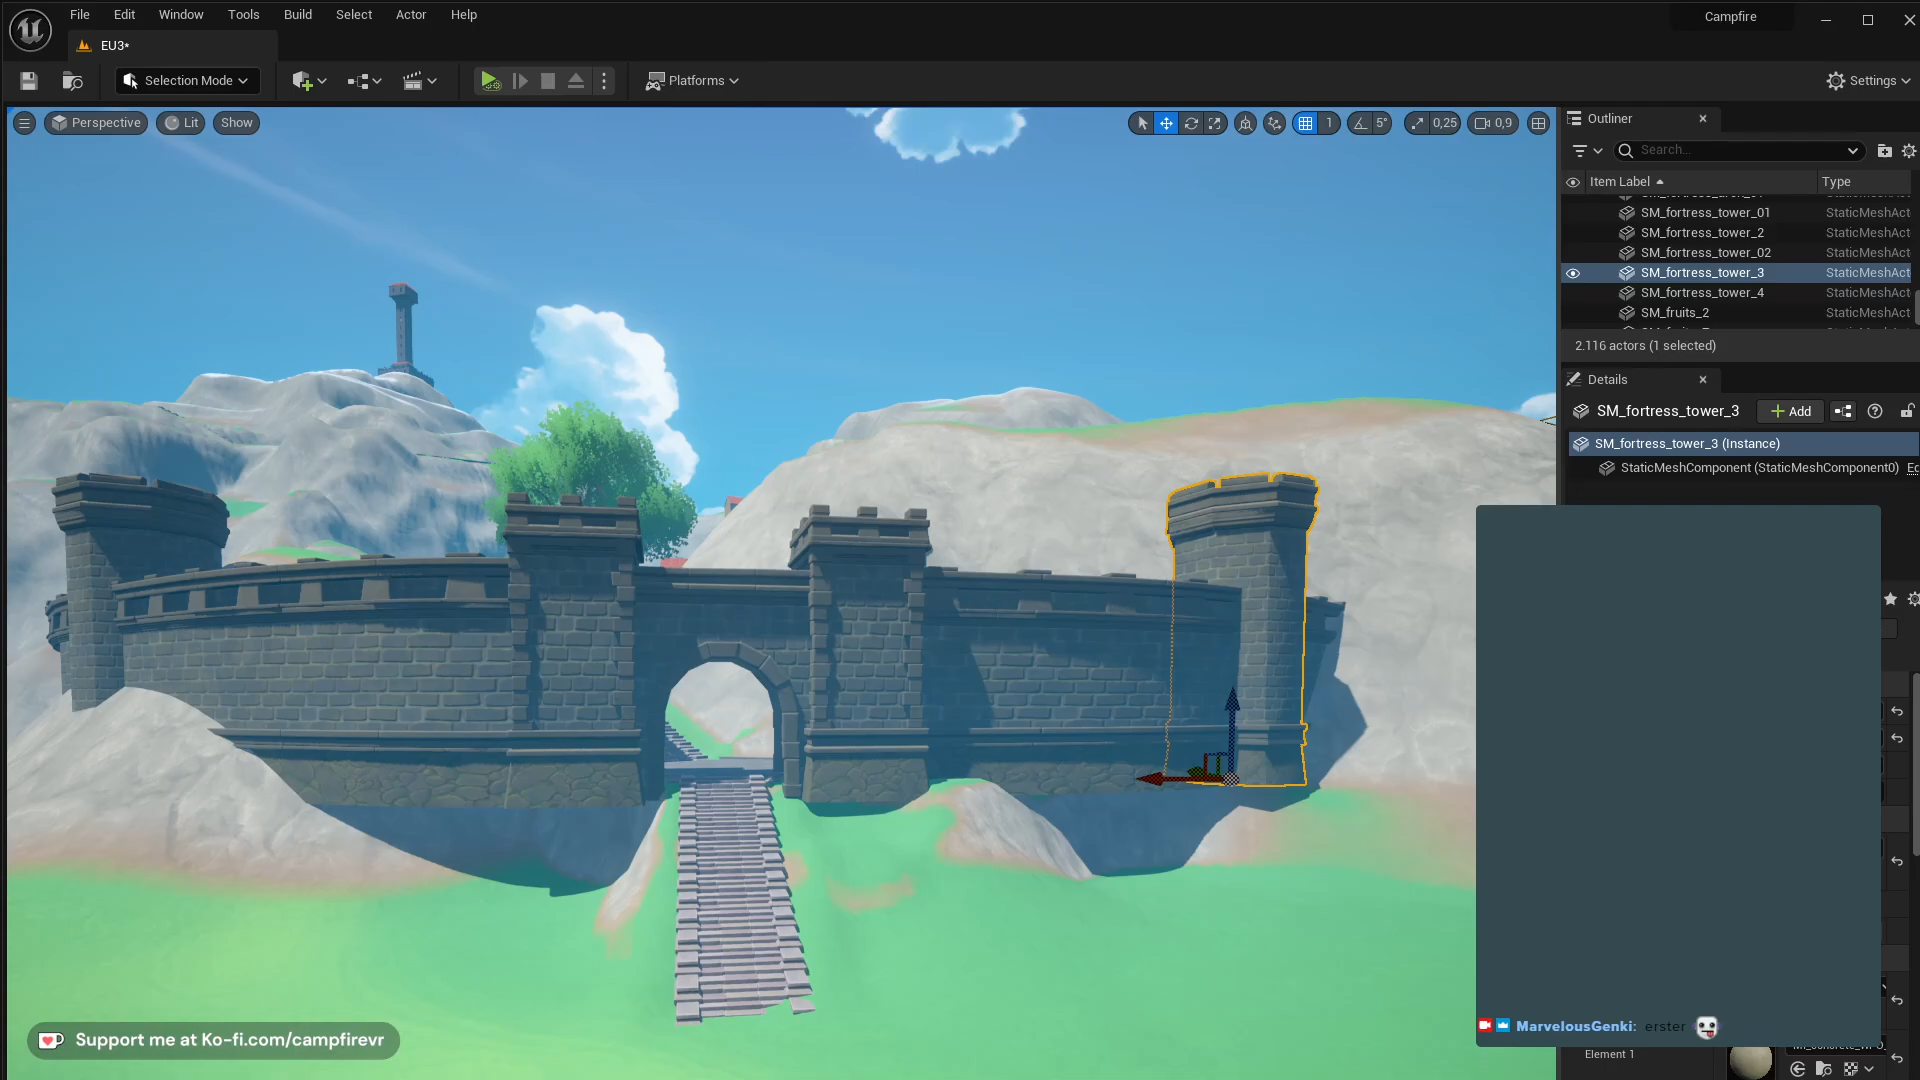 File Edit Window Tools Build Select Actor Help
Campfire
EU3*
Selection Mode
Platforms
Settings
Perspective Lit Show
1 5° 0,25 0,9
Outliner
Search...
Item Label Type
SM_fortress_tower_01 StaticMeshAct
SM_fortress_tower_2 StaticMeshAct
SM_fortress_tower_02 StaticMeshAct
SM_fortress_tower_3 StaticMeshAct
SM_fortress_tower_4 StaticMeshAct
SM_fruits_2 StaticMeshAct
2.116 actors (1 selected)
Details
SM_fortress_tower_3 Add
SM_fortress_tower_3 (Instance)
StaticMeshComponent (StaticMeshComponent0) Ed
MarvelousGenki: erster
Support me at Ko-fi.com/campfirevr
Element 1